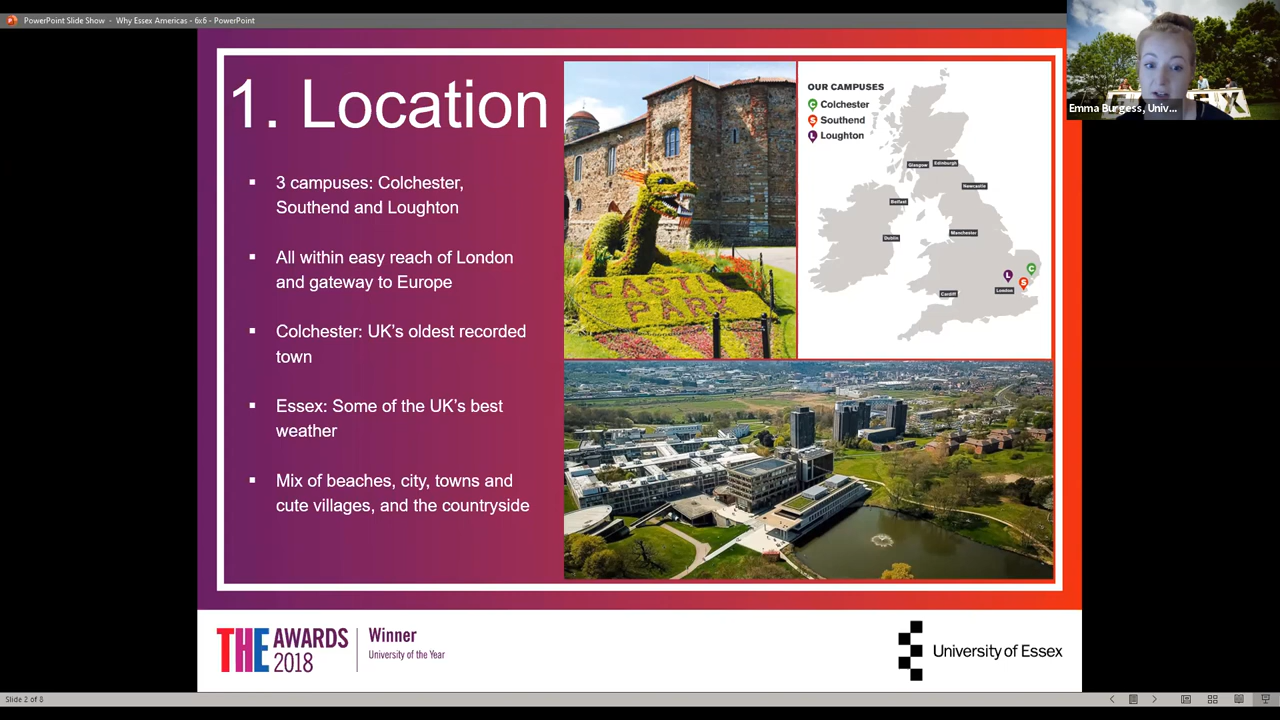 PowerPoint Slide Show - Why Essex Americas - 6x6 - PowerPoint
Emma Burgess, Univ...
1. Location
▪ 3 campuses: Colchester,
Southend and Loughton
▪ All within easy reach of London
and gateway to Europe
▪ Colchester: UK's oldest recorded
town
▪ Essex: Some of the UK's best
weather
▪ Mix of beaches, city, towns and
cute villages, and the countryside
CASTLE
PARK
OUR CAMPUSES
C Colchester
S Southend
L Loughton
Glasgow
Edinburgh
Newcastle
Belfast
Dublin
Manchester
C
L
S
London
Cardiff
THE AWARDS
2018
Winner
University of the Year
University of Essex
Slide 2 of 8